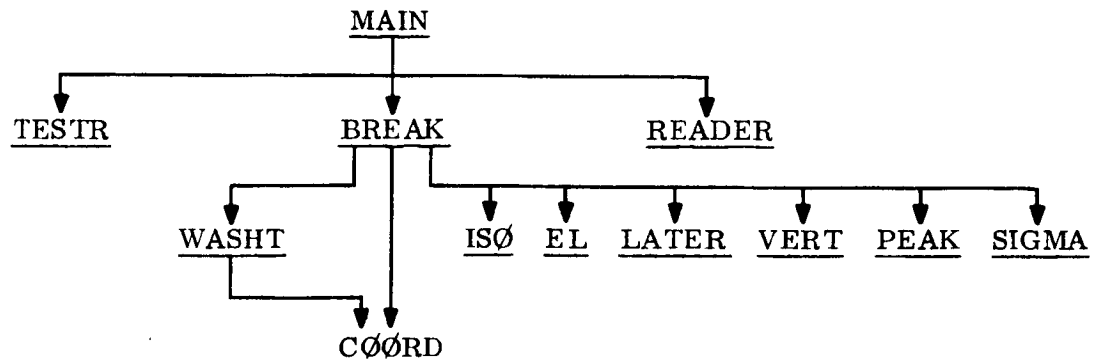 MAIN
TESTR BREAK READER
WASHT ISØ EL LATER VERT PEAK SIGMA
CØØRD